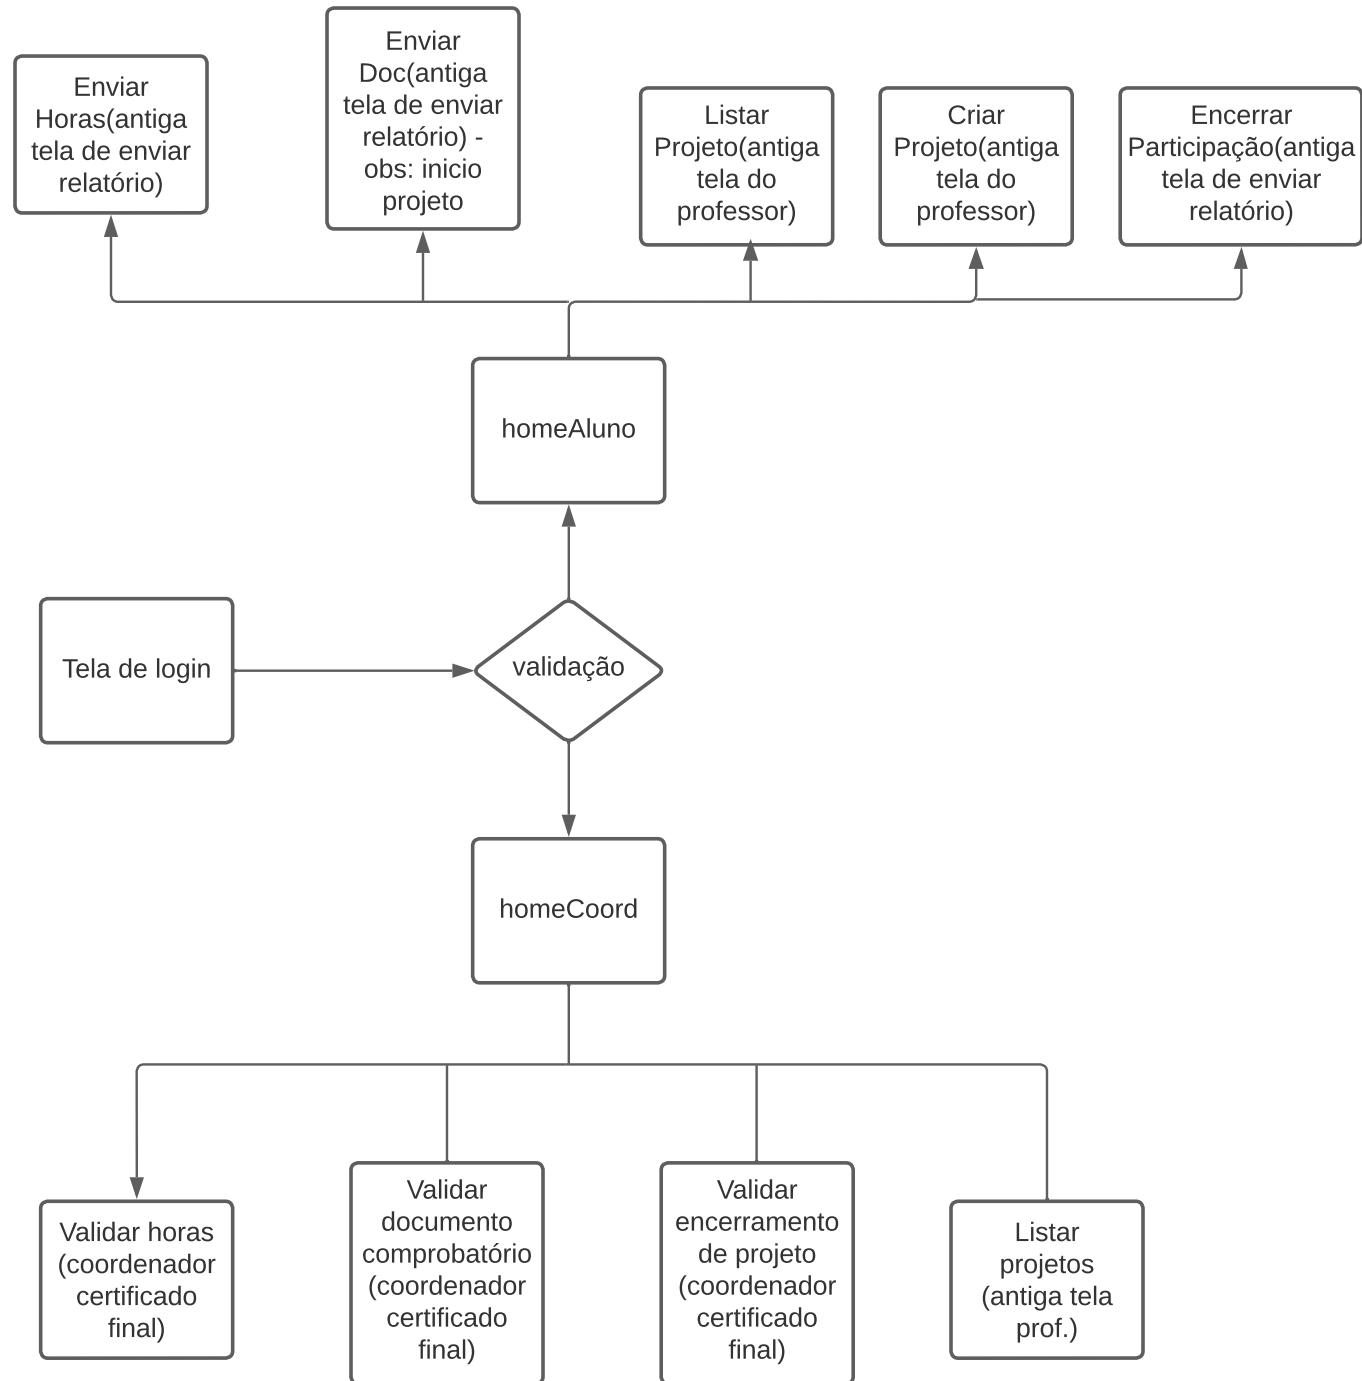 Enviar
Horas(antiga
tela de enviar
relatório)
Enviar
Doc(antiga
tela de enviar
relatório) -
obs: inicio
projeto
Listar
Projeto(antiga
tela do
professor)
Criar
Projeto(antiga
tela do
professor)
Encerrar
Participação(antiga
tela de enviar
relatório)
homeAluno
Tela de login
validação
homeCoord
Validar horas
(coordenador
certificado
final)
Validar
documento
comprobatório
(coordenador
certificado
final)
Validar
encerramento
de projeto
(coordenador
certificado
final)
Listar
projetos
(antiga tela
prof.)